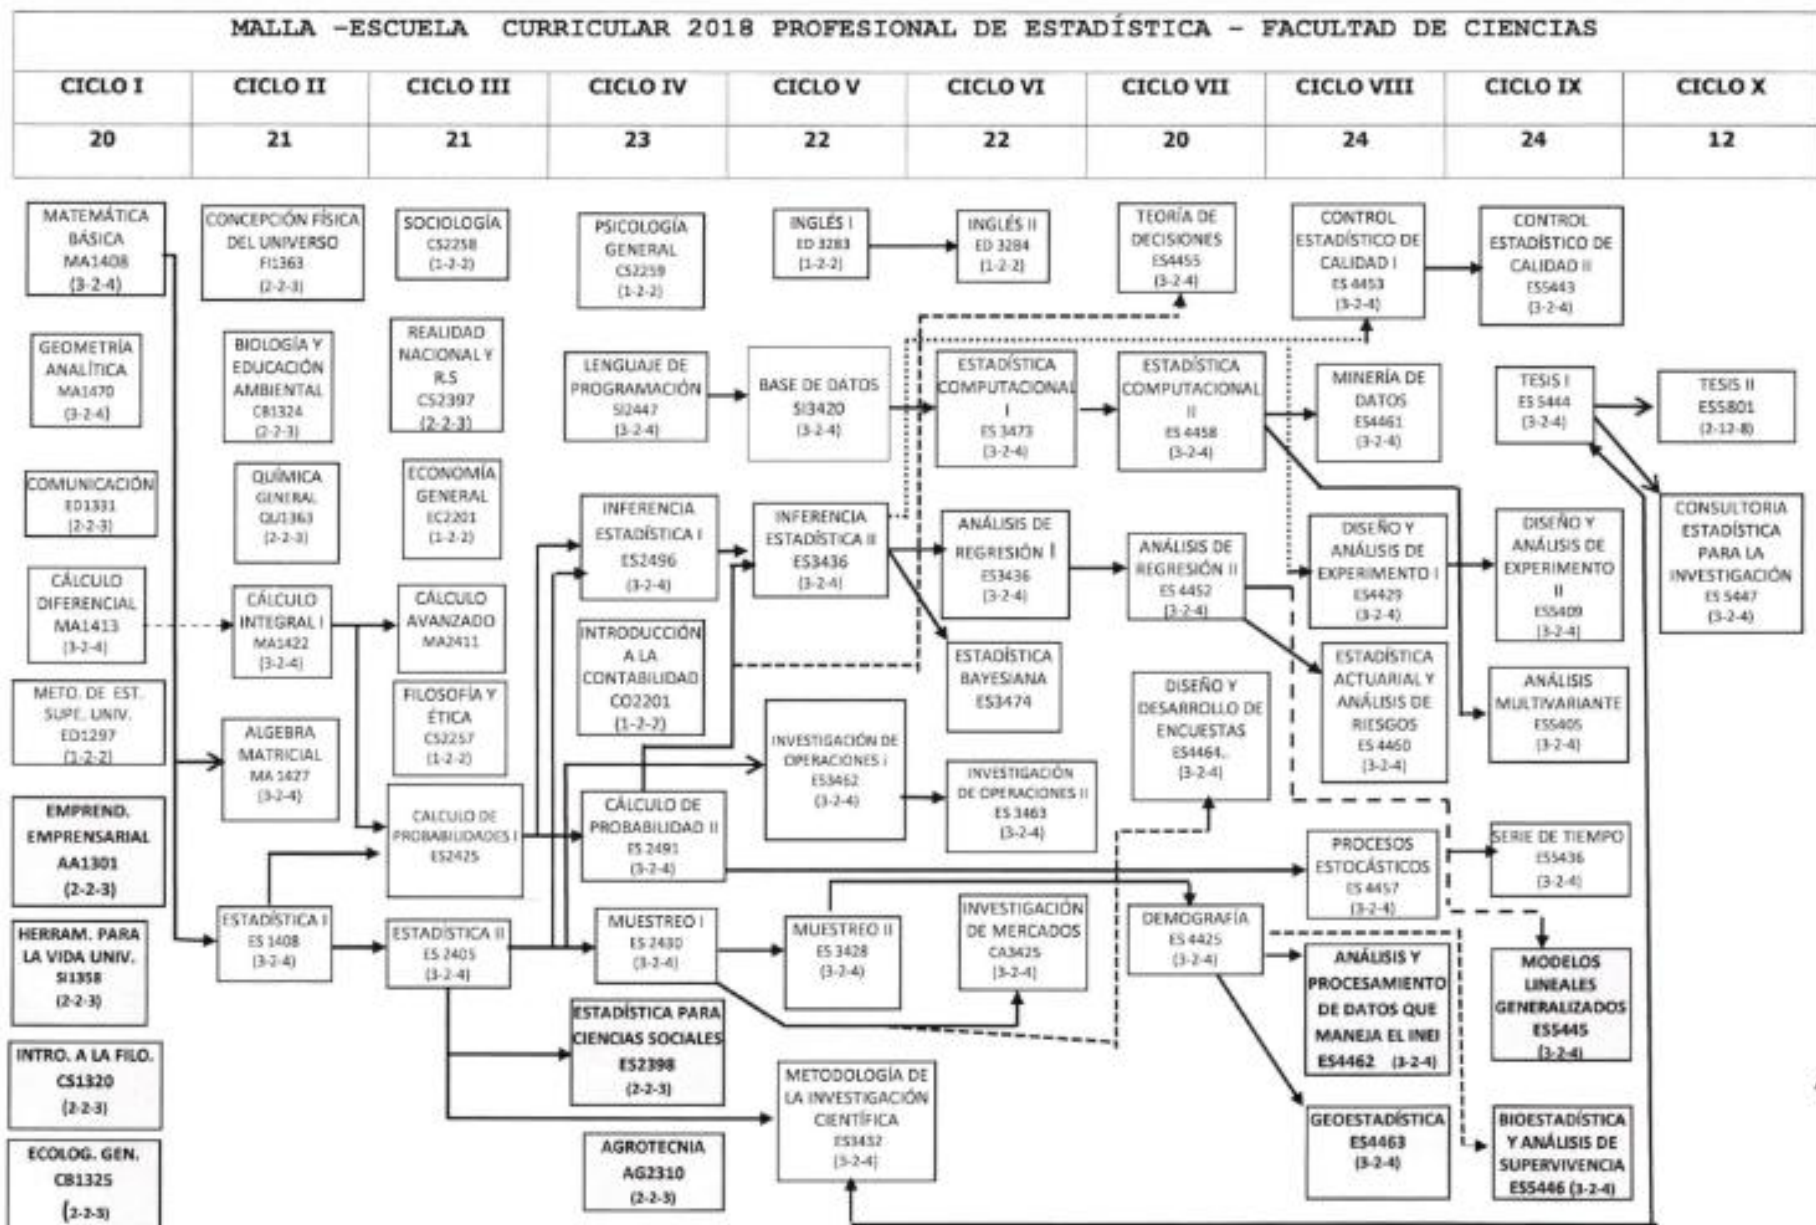 MALLA -ESCUELA CURRICULAR 2018 PROFESIONAL DE ESTADÍSTICA - FACULTAD DE CIENCIAS
CICLO I
CICLO II
CICLO III
CICLO IV
CICLO V
CICLO VI
CICLO VII
CICLO VIII
CICLO IX
CICLO X
20
21
21
23
22
22
20
24
24
12
MATEMÁTICA
BÁSICA
MA1408
(3-2-4)
GEOMETRÍA
ANALÍTICA
MA1470
(3-2-4)
COMUNICACIÓN
ED1331
(2-2-3)
CÁLCULO
DIFERENCIAL
MA1413
(3-2-4)
METO. DE EST.
SUPE. UNIV.
ED1297
(1-2-2)
EMPREND.
EMPRENSARIAL
AA1301
(2-2-3)
HERRAM. PARA
LA VIDA UNIV.
SI1358
(2-2-3)
INTRO. A LA FILO.
CS1320
(2-2-3)
ECOLOG. GEN.
CB1325
(2-2-3)
CONCEPCIÓN FÍSICA
DEL UNIVERSO
FI1363
(2-2-3)
BIOLOGÍA Y
EDUCACIÓN
AMBIENTAL
CB1324
(2-2-3)
QUÍMICA
GENERAL
QU1363
(2-2-3)
CÁLCULO
INTEGRAL I
MA1422
(3-2-4)
ALGEBRA
MATRICIAL
MA 1427
(3-2-4)
ESTADÍSTICA I
ES 1408
(3-2-4)
SOCIOLOGÍA
CS2258
(1-2-2)
REALIDAD
NACIONAL Y
R.S
CS2397
(2-2-3)
ECONOMÍA
GENERAL
EC2201
(1-2-2)
CÁLCULO
AVANZADO
MA2411
FILOSOFÍA Y
ÉTICA
CS2257
(1-2-2)
CALCULO DE
PROBABILIDADES I
ES2425
ESTADÍSTICA II
ES 2405
(3-2-4)
PSICOLOGÍA
GENERAL
CS2259
(1-2-2)
LENGUAJE DE
PROGRAMACIÓN
SI2447
(3-2-4)
INFERENCIA
ESTADÍSTICA I
ES2496
(3-2-4)
INTRODUCCIÓN
A LA
CONTABILIDAD
CO2201
(1-2-2)
CÁLCULO DE
PROBABILIDAD II
ES 2491
(3-2-4)
MUESTREO I
ES 2430
(3-2-4)
ESTADÍSTICA PARA
CIENCIAS SOCIALES
ES2398
(2-2-3)
AGROTECNIA
AG2310
(2-2-3)
INGLÉS I
ED 3283
(1-2-2)
BASE DE DATOS
SI3420
(3-2-4)
INFERENCIA
ESTADÍSTICA II
ES3436
(3-2-4)
INVESTIGACIÓN DE
OPERACIONES I
ES3462
(3-2-4)
MUESTREO II
ES 3428
(3-2-4)
METODOLOGÍA DE
LA INVESTIGACIÓN
CIENTÍFICA
ES3432
(3-2-4)
INGLÉS II
ED 3284
(1-2-2)
ESTADÍSTICA
COMPUTACIONAL
I
ES 3473
(3-2-4)
ANÁLISIS DE
REGRESIÓN I
ES3436
(3-2-4)
ESTADÍSTICA
BAYESIANA
ES3474
INVESTIGACIÓN
DE OPERACIONES II
ES 3463
(3-2-4)
INVESTIGACIÓN
DE MERCADOS
CA3425
(3-2-4)
TEORÍA DE
DECISIONES
ES4455
(3-2-4)
ESTADÍSTICA
COMPUTACIONAL
II
ES 4458
(3-2-4)
ANÁLISIS DE
REGRESIÓN II
ES 4452
(3-2-4)
DISEÑO Y
DESARROLLO DE
ENCUESTAS
ES4464.
(3-2-4)
DEMOGRAFÍA
ES 4425
(3-2-4)
CONTROL
ESTADÍSTICO DE
CALIDAD I
ES 4453
(3-2-4)
MINERÍA DE
DATOS
ES4461
(3-2-4)
DISEÑO Y
ANÁLISIS DE
EXPERIMENTO I
ES4429
(3-2-4)
ESTADÍSTICA
ACTUARIAL Y
ANÁLISIS DE
RIESGOS
ES 4460
(3-2-4)
PROCESOS
ESTOCÁSTICOS
ES 4457
(3-2-4)
ANÁLISIS Y
PROCESAMIENTO
DE DATOS QUE
MANEJA EL INEI
ES4462 (3-2-4)
GEOESTADÍSTICA
ES4463
(3-2-4)
CONTROL
ESTADÍSTICO DE
CALIDAD II
ES5443
(3-2-4)
TESIS I
ES 5444
(3-2-4)
DISEÑO Y
ANÁLISIS DE
EXPERIMENTO
II
ES5409
(3-2-4)
ANÁLISIS
MULTIVARIANTE
ES5405
(3-2-4)
SERIE DE TIEMPO
ES5436
(3-2-4)
MODELOS
LINEALES
GENERALIZADOS
ES5445
(3-2-4)
BIOESTADÍSTICA
Y ANÁLISIS DE
SUPERVIVENCIA
ES5446 (3-2-4)
TESIS II
ES5801
(2-12-8)
CONSULTORIA
ESTADÍSTICA
PARA LA
INVESTIGACIÓN
ES 5447
(3-2-4)